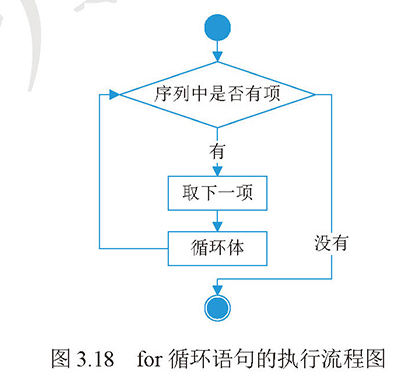 序列中是否有项
有
取下一项
循环体
没有
图 3.18 for 循环语句的执行流程图